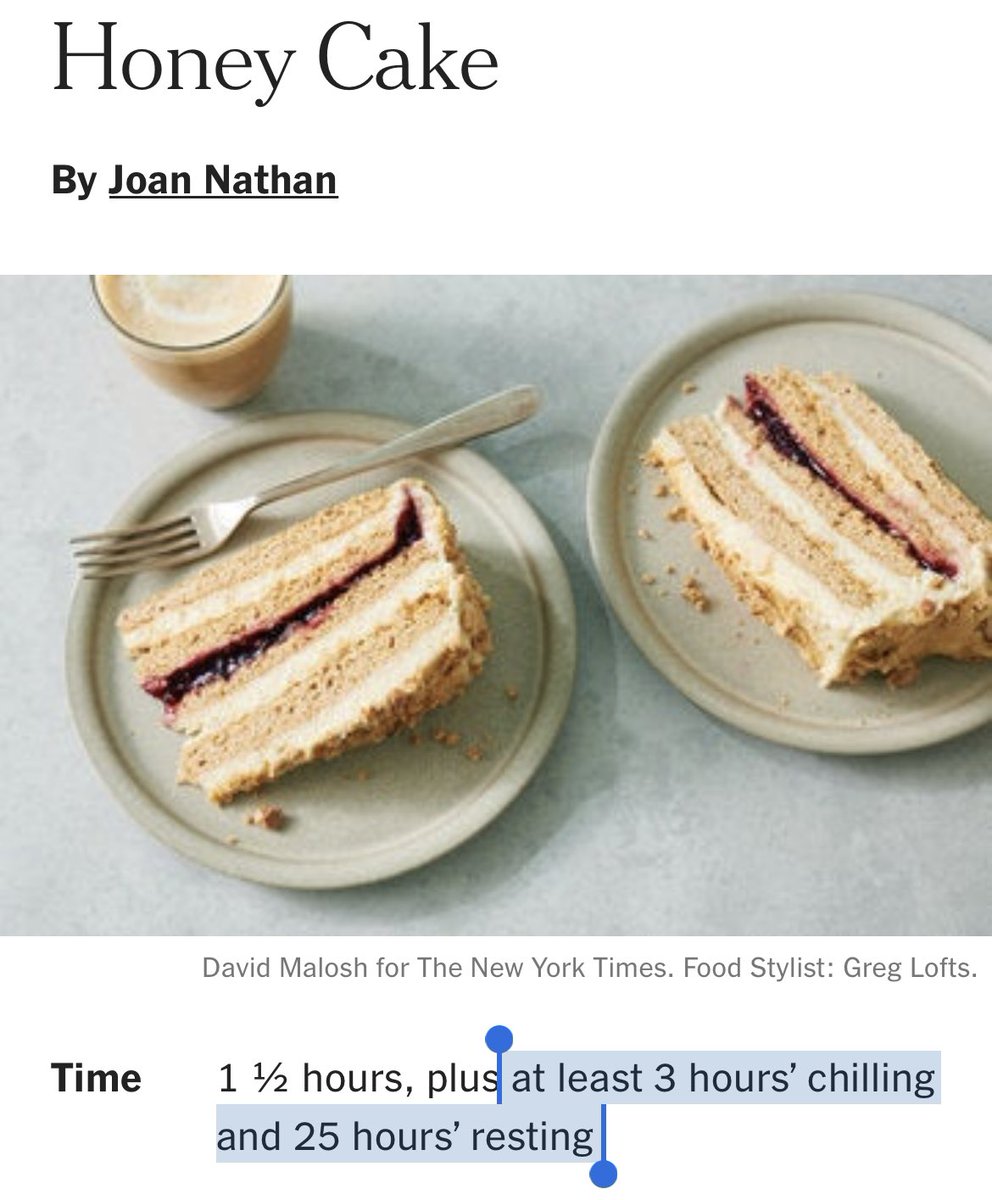 Honey Cake
By Joan Nathan
David Malosh for The New York Times. Food Stylist: Greg Lofts.
Time 1 ½ hours, plus at least 3 hours’ chilling
and 25 hours’ resting